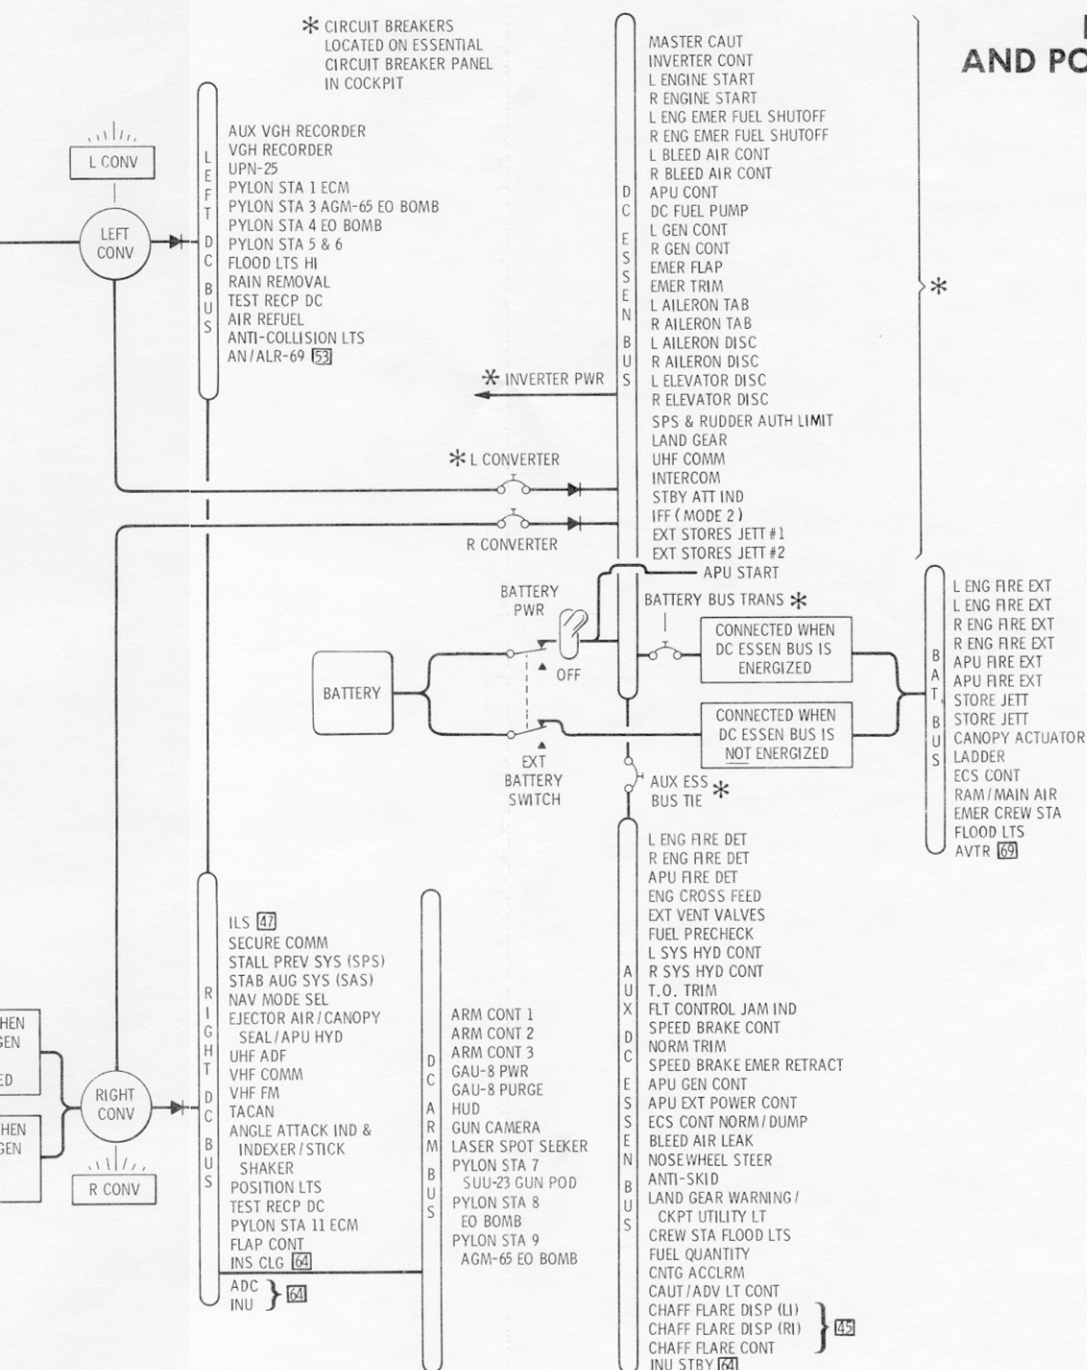 ✻ CIRCUIT BREAKERS
LOCATED ON ESSENTIAL
CIRCUIT BREAKER PANEL
IN COCKPIT
AND PO
L CONV
LEFT
CONV
LEFT DC BUS
AUX VGH RECORDER
VGH RECORDER
UPN-25
PYLON STA 1 ECM
PYLON STA 3 AGM-65 EO BOMB
PYLON STA 4 EO BOMB
PYLON STA 5 & 6
FLOOD LTS HI
RAIN REMOVAL
TEST RECP DC
AIR REFUEL
ANTI-COLLISION LTS
AN/ALR-69 53
DC ESSEN BUS
MASTER CAUT
INVERTER CONT
L ENGINE START
R ENGINE START
L ENG EMER FUEL SHUTOFF
R ENG EMER FUEL SHUTOFF
L BLEED AIR CONT
R BLEED AIR CONT
APU CONT
DC FUEL PUMP
L GEN CONT
R GEN CONT
EMER FLAP
EMER TRIM
L AILERON TAB
R AILERON TAB
L AILERON DISC
R AILERON DISC
L ELEVATOR DISC
R ELEVATOR DISC
SPS & RUDDER AUTH LIMIT
LAND GEAR
UHF COMM
INTERCOM
STBY ATT IND
IFF (MODE 2)
EXT STORES JETT #1
EXT STORES JETT #2
APU START
✻
✻ INVERTER PWR
✻ L CONVERTER
R CONVERTER
BATTERY
PWR
OFF
BATTERY BUS TRANS ✻
CONNECTED WHEN
DC ESSEN BUS IS
ENERGIZED
BATTERY
CONNECTED WHEN
DC ESSEN BUS IS
NOT ENERGIZED
EXT
BATTERY
SWITCH
AUX ESS
BUS TIE ✻
BAT. BUS
L ENG FIRE EXT
L ENG FIRE EXT
R ENG FIRE EXT
R ENG FIRE EXT
APU FIRE EXT
APU FIRE EXT
STORE JETT
STORE JETT
CANOPY ACTUATOR
LADDER
ECS CONT
RAM/MAIN AIR
EMER CREW STA
FLOOD LTS
AVTR 69
HEN
GEN
ED
HEN
GEN
RIGHT
CONV
R CONV
RIGHT DC BUS
ILS 47
SECURE COMM
STALL PREV SYS (SPS)
STAB AUG SYS (SAS)
NAV MODE SEL
EJECTOR AIR/CANOPY
SEAL/APU HYD
UHF ADF
VHF COMM
VHF FM
TACAN
ANGLE ATTACK IND &
INDEXER/STICK
SHAKER
POSITION LTS
TEST RECP DC
PYLON STA 11 ECM
FLAP CONT
INS CLG 64
ADC
INU } 64
DC ARM BUS
ARM CONT 1
ARM CONT 2
ARM CONT 3
GAU-8 PWR
GAU-8 PURGE
HUD
GUN CAMERA
LASER SPOT SEEKER
PYLON STA 7
SUU-23 GUN POD
PYLON STA 8
EO BOMB
PYLON STA 9
AGM-65 EO BOMB
AUX DC ESSEN BUS
L ENG FIRE DET
R ENG FIRE DET
APU FIRE DET
ENG CROSS FEED
EXT VENT VALVES
FUEL PRECHECK
L SYS HYD CONT
R SYS HYD CONT
T.O. TRIM
FLT CONTROL JAM IND
SPEED BRAKE CONT
NORM TRIM
SPEED BRAKE EMER RETRACT
APU GEN CONT
APU EXT POWER CONT
ECS CONT NORM/DUMP
BLEED AIR LEAK
NOSEWHEEL STEER
ANTI-SKID
LAND GEAR WARNING/
CKPT UTILITY LT
CREW STA FLOOD LTS
FUEL QUANTITY
CNTG ACCLRM
CAUT/ADV LT CONT
CHAFF FLARE DISP (LI)
CHAFF FLARE DISP (RI) } 45
CHAFF FLARE CONT
INU STBY 64